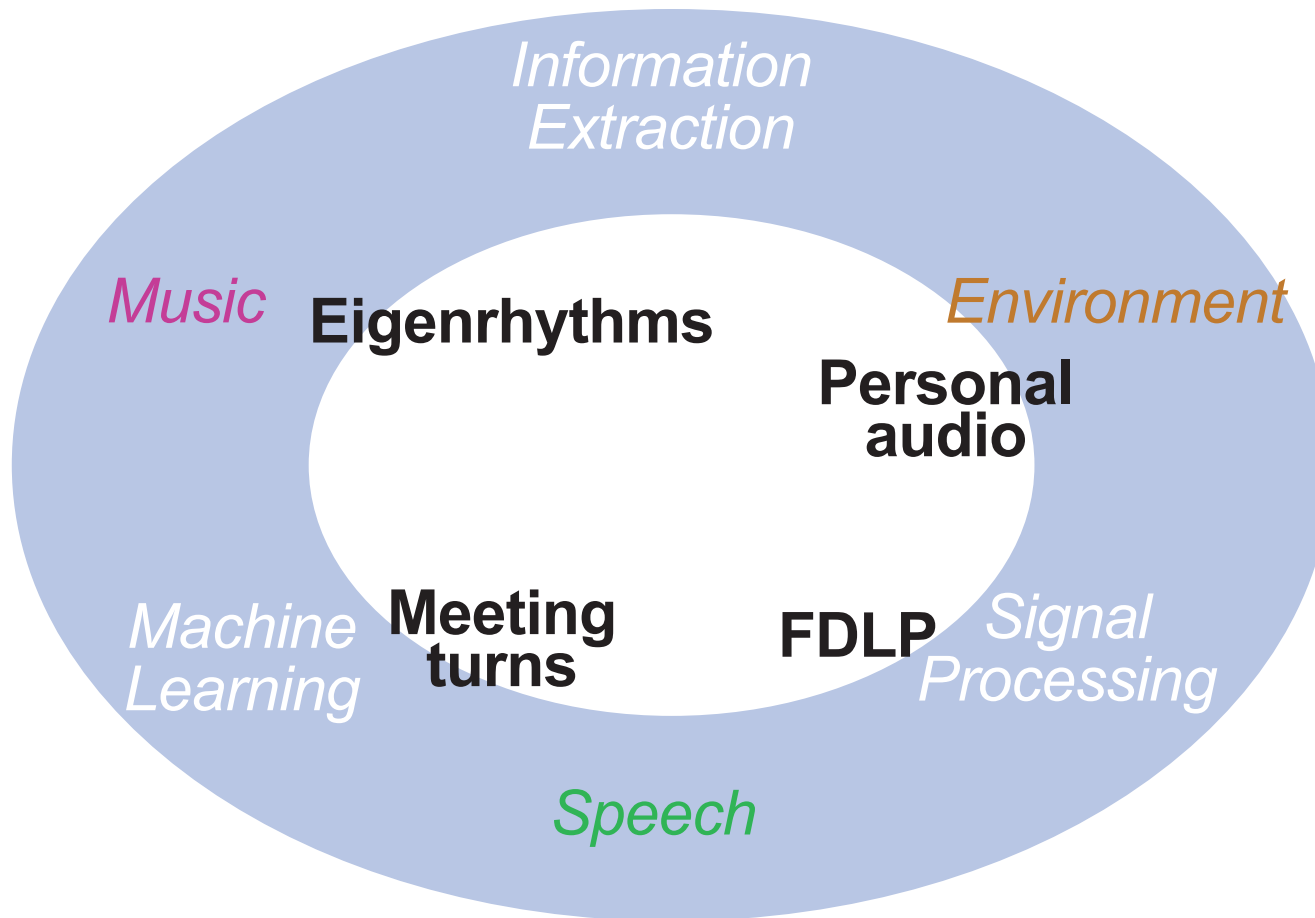 Information
Extraction
Music
Eigenrhythms
Environment
Personal
audio
Machine
Learning
Meeting
turns
FDLP
Signal
Processing
Speech